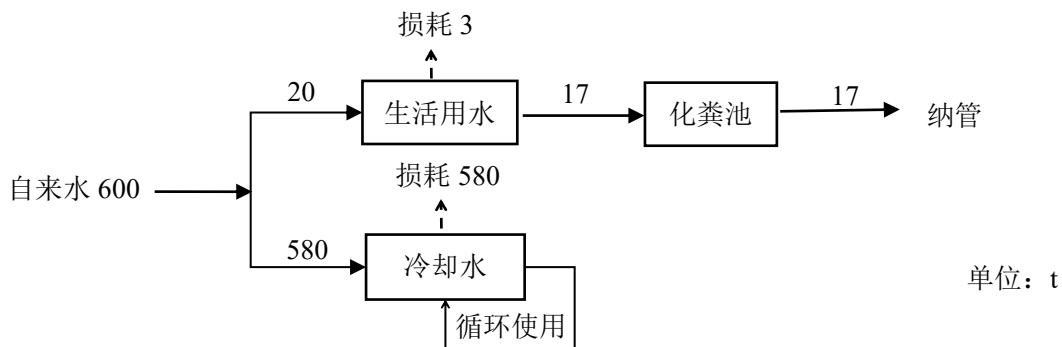 损耗 3
20
生活用水
17
化粪池
17
纳管
自来水 600
损耗 580
580
冷却水
单位：t
循环使用